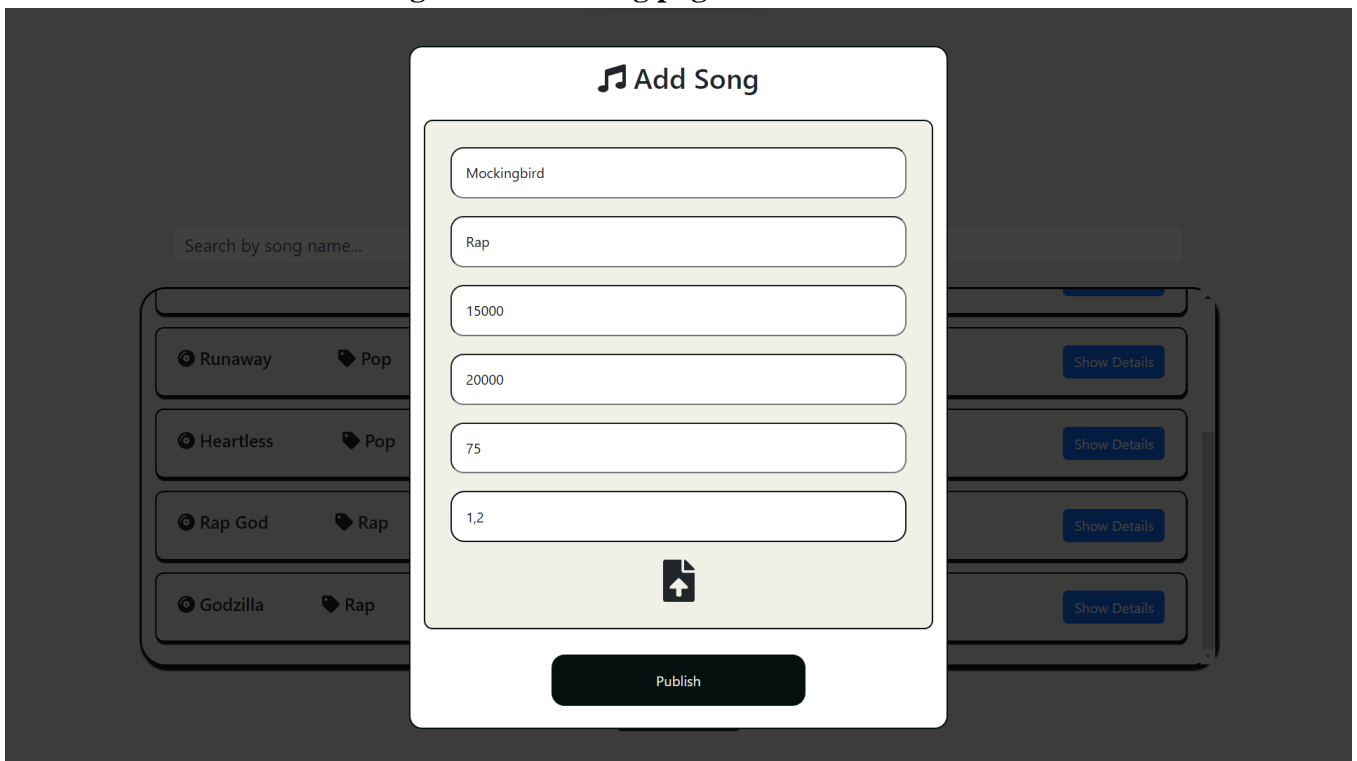 Add Song
Mockingbird
Rap
15000
20000
75
1,2
Publish
Search by song name...
Runaway Pop Show Details
Heartless Pop Show Details
Rap God Rap Show Details
Godzilla Rap Show Details